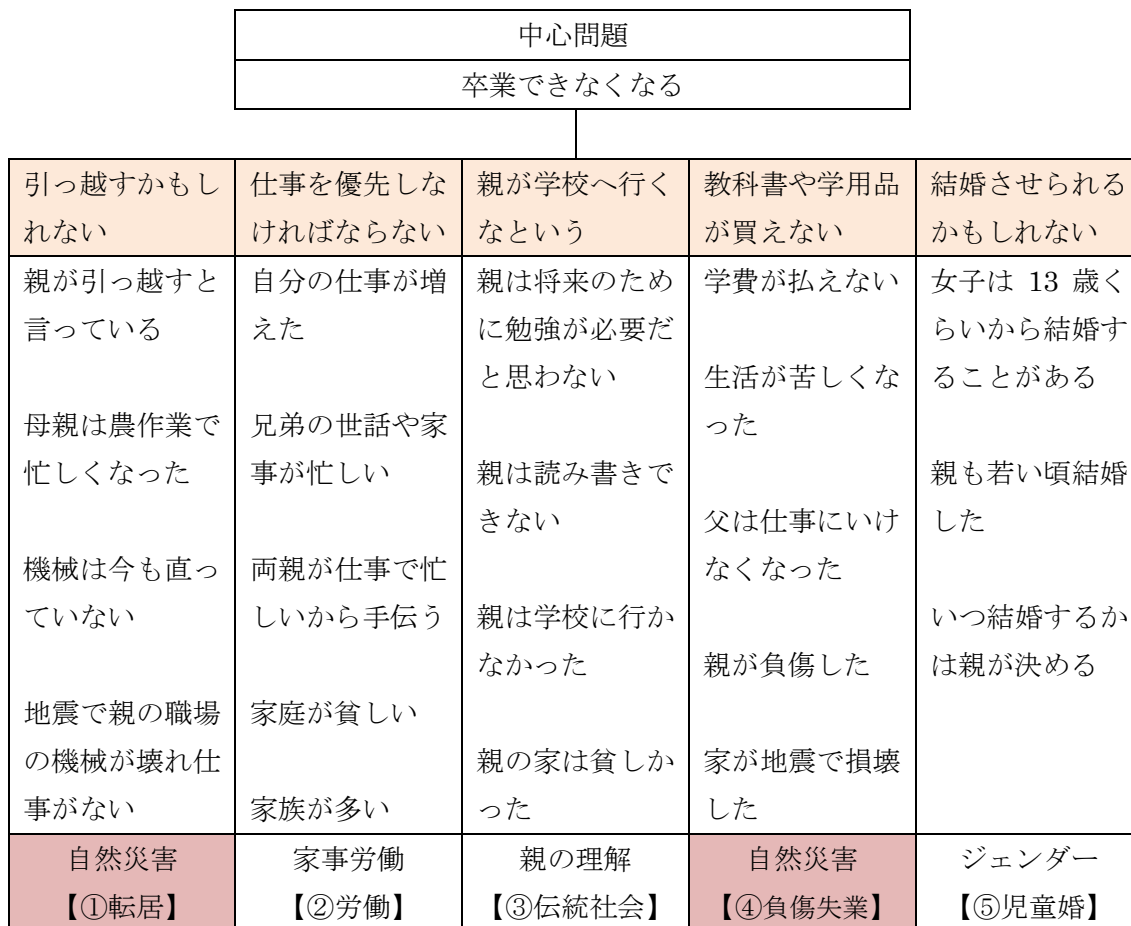 中心問題
卒業できなくなる
引っ越すかもし
れない
親が引っ越すと
言っている
母親は農作業で
忙しくなった
機械は今も直っ
ていない
地震で親の職場
の機械が壊れ仕
事がない
自然災害
【①転居】
仕事を優先しな
ければならない
自分の仕事が増
えた
兄弟の世話や家
事が忙しい
両親が仕事で忙
しいから手伝う
家庭が貧しい
家族が多い
家事労働
【②労働】
親が学校へ行く
なという
親は将来のため
に勉強が必要だ
と思わない
親は読み書きで
きない
親は学校に行か
なかった
親の家は貧しか
った
親の理解
【③伝統社会】
教科書や学用品
が買えない
学費が払えない
生活が苦しくな
った
父は仕事にいけ
なくなった
親が負傷した
家が地震で損壊
した
自然災害
【④負傷失業】
結婚させられる
かもしれない
女子は 13 歳く
らいから結婚す
ることがある
親も若い頃結婚
した
いつ結婚するか
は親が決める
ジェンダー
【⑤児童婚】